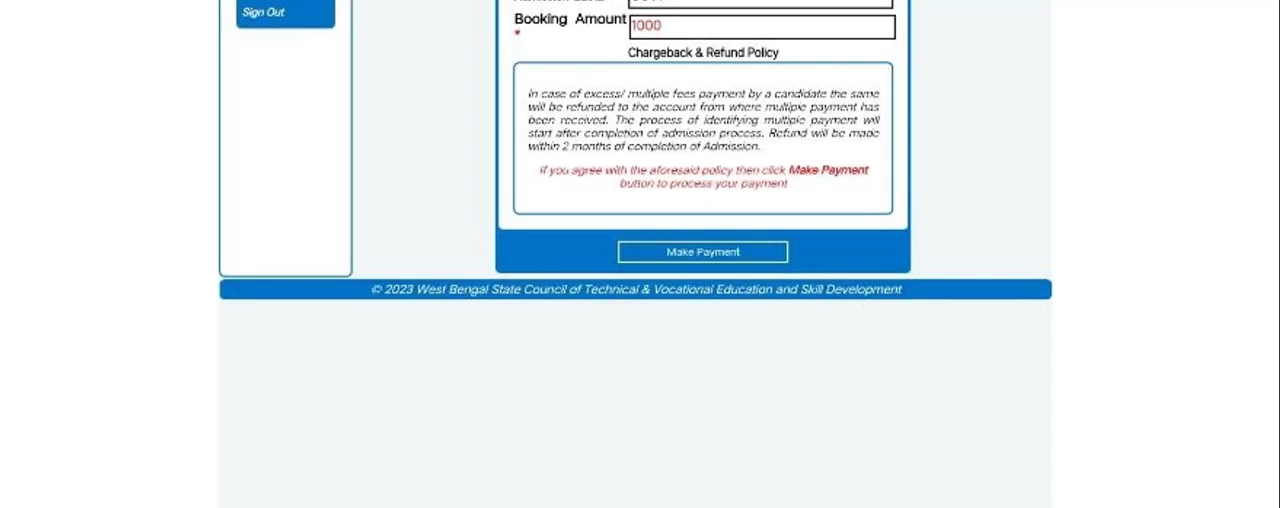 Sign Out
Booking Amount
*
1000
Chargeback & Refund Policy
In case of excess/ multiple fees payment by a candidate the same
will be refunded to the account from where multiple payment has
been received. The process of identifying multiple payment will
start after completion of admission process. Refund will be made
within 2 months of completion of Admission.
If you agree with the aforesaid policy then click Make Payment
button to process your payment
Make Payment
© 2023 West Bengal State Council of Technical & Vocational Education and Skill Development